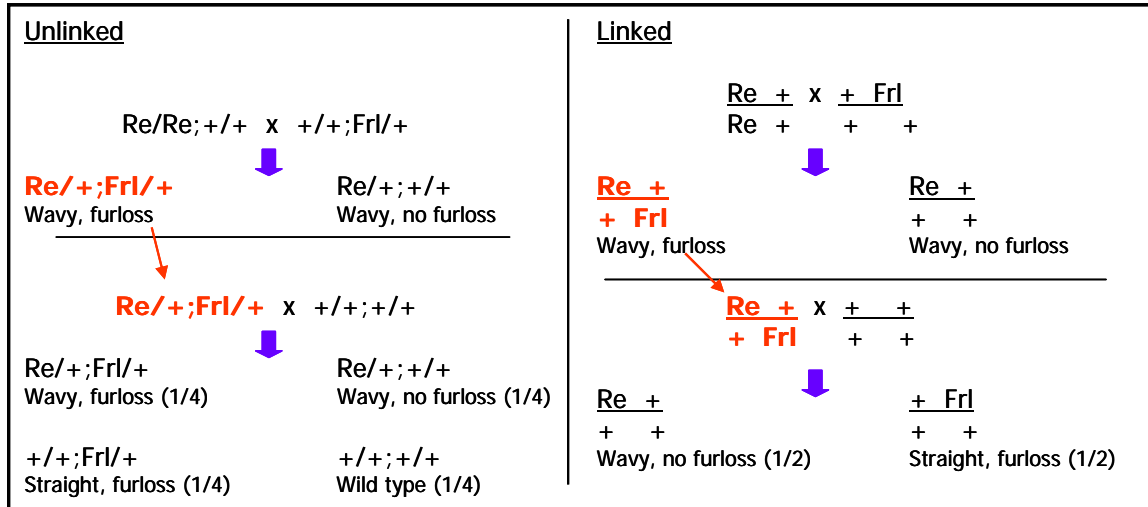 Unlinked
Re/Re;+/+ x +/+;Frl/+
Re/+;Frl/+ Re/+;+/+
Wavy, furloss Wavy, no furloss
Re/+;Frl/+ x +/+;+/+
Re/+;Frl/+ Re/+;+/+
Wavy, furloss (1/4) Wavy, no furloss (1/4)
+/+;Frl/+ +/+;+/+
Straight, furloss (1/4) Wild type (1/4)
Linked
Re + x + Frl
Re + + +
Re + Re +
+ Frl + +
Wavy, furloss Wavy, no furloss
Re + x + +
+ Frl + +
Re + + Frl
+ + + +
Wavy, no furloss (1/2) Straight, furloss (1/2)